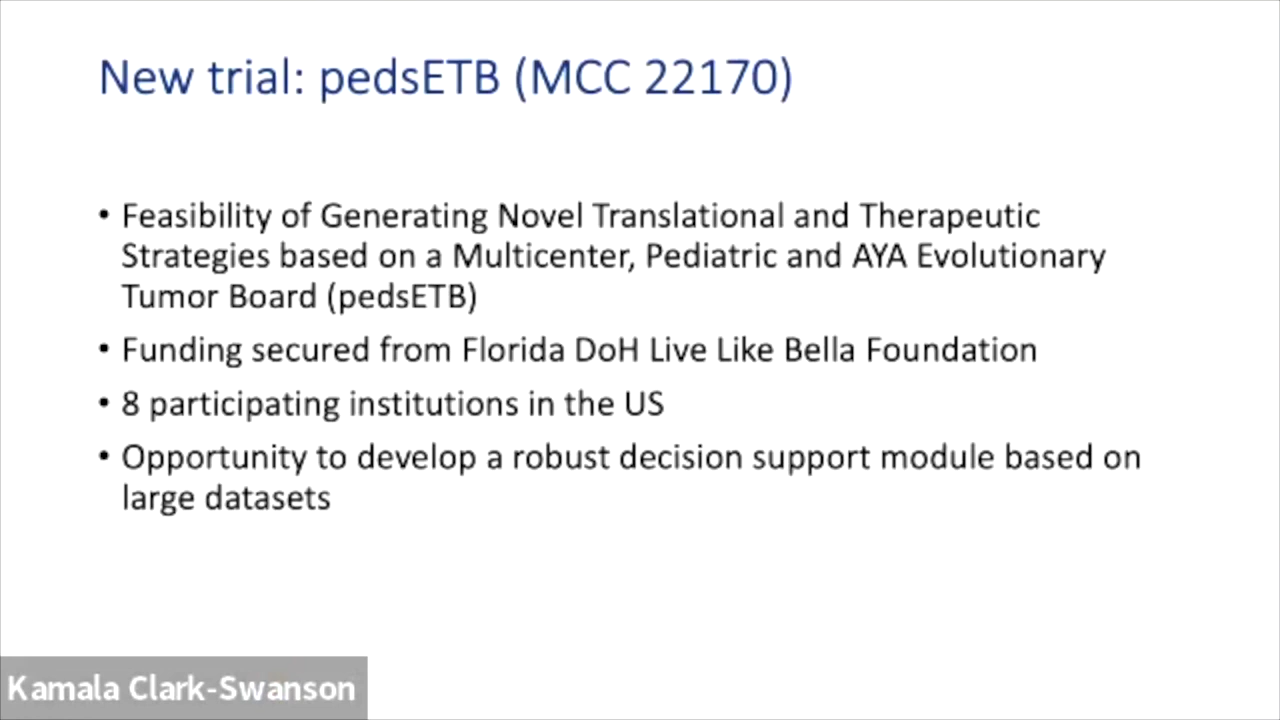 New trial: pedsETB (MCC 22170)
• Feasibility of Generating Novel Translational and Therapeutic
Strategies based on a Multicenter, Pediatric and AYA Evolutionary
Tumor Board (pedsETB)
• Funding secured from Florida DoH Live Like Bella Foundation
• 8 participating institutions in the US
• Opportunity to develop a robust decision support module based on
large datasets
Kamala Clark-Swanson